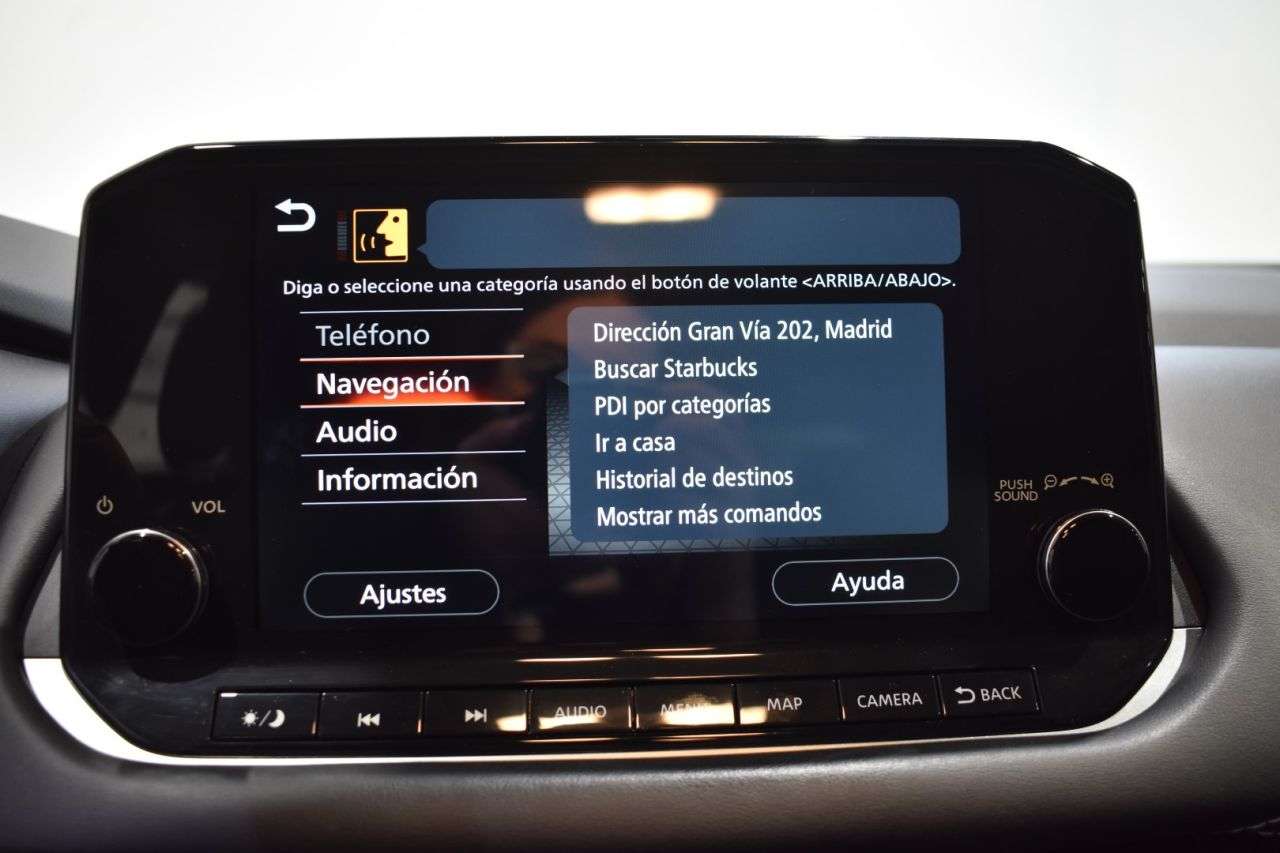 Diga o seleccione una categoría usando el botón de volante <ARRIBA/ABAJO>.
Teléfono
Navegación
Audio
Información
Dirección Gran Vía 202, Madrid
Buscar Starbucks
PDI por categorías
Ir a casa
Historial de destinos
Mostrar más comandos
Ajustes
Ayuda
VOL
PUSH
SOUND
AUDIO
MENU
MAP
CAMERA
BACK